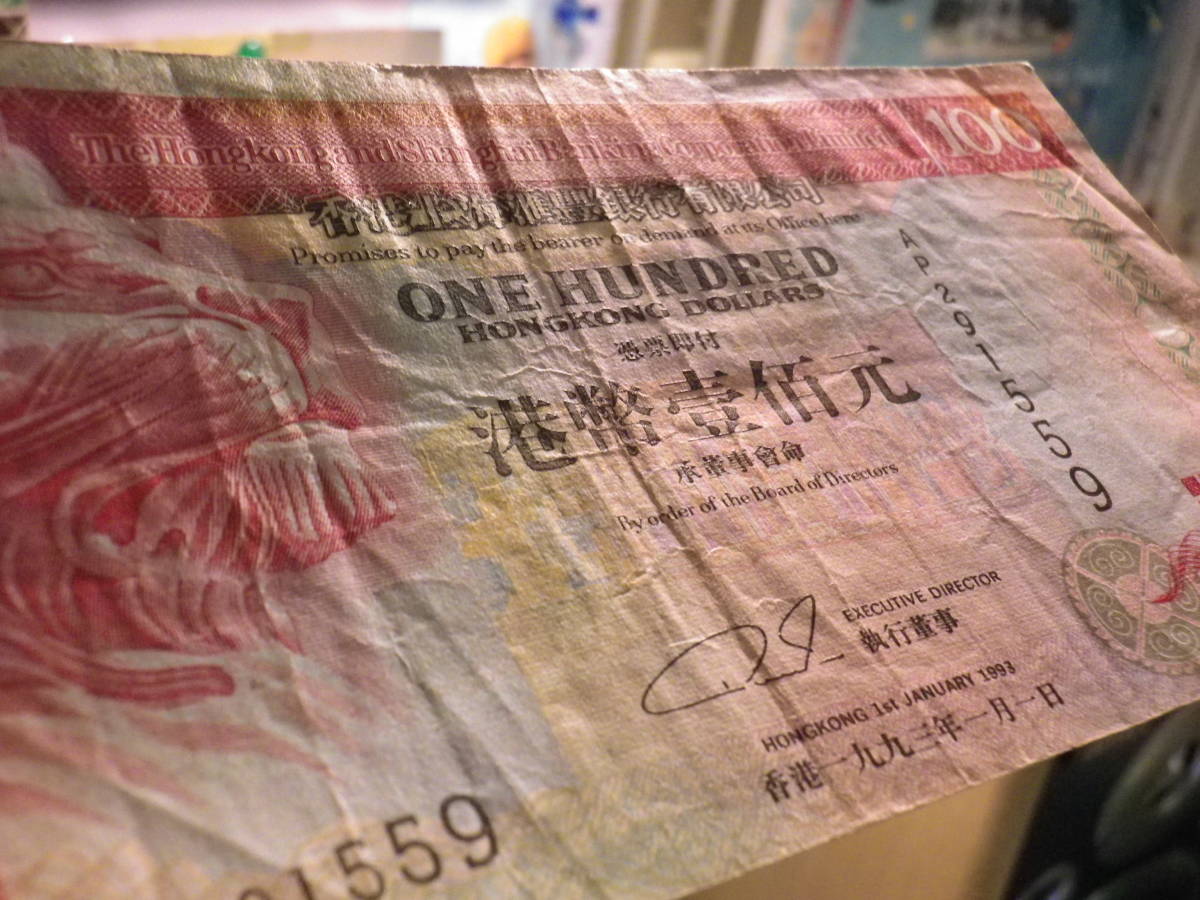 The Hongkong and Shanghai Banking Corporation Limited
100
香港上海滙豐銀行有限公司
Promises to pay the bearer on demand at its Office here
ONE HUNDRED
HONGKONG DOLLARS
憑票即付
港幣壹佰元
承董事會命
By order of the Board of Directors
AP291559
EXECUTIVE DIRECTOR
執行董事
HONGKONG 1st JANUARY 1993
香港一九九三年一月一日
1559